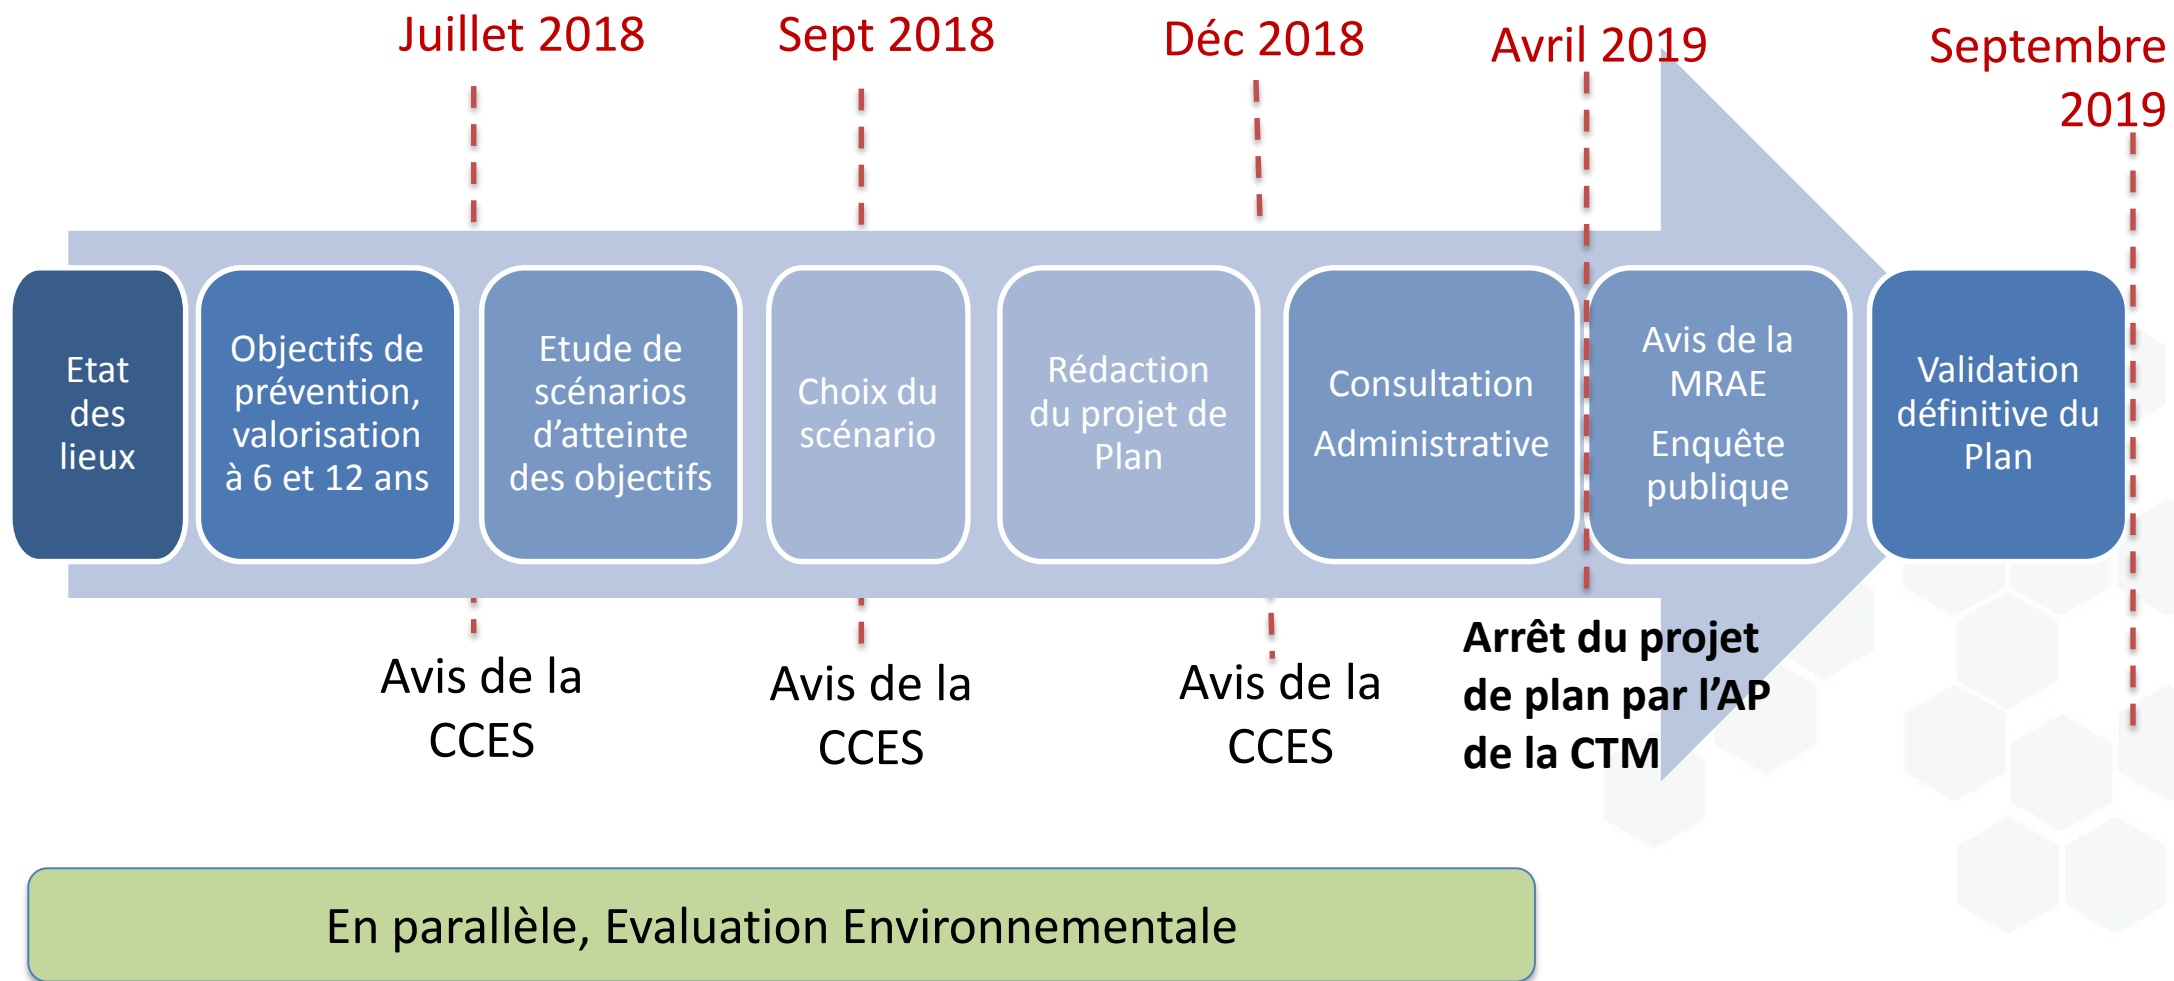 Juillet 2018
Sept 2018
Déc 2018
Avril 2019
Septembre
2019
Etat
des
lieux
Objectifs de
prévention,
valorisation
à 6 et 12 ans
Etude de
scénarios
d’atteinte
des objectifs
Choix du
scénario
Rédaction
du projet de
Plan
Consultation
Administrative
Avis de la
MRAE
Enquête
publique
Validation
définitive du
Plan
Avis de la
CCES
Avis de la
CCES
Avis de la
CCES
Arrêt du projet
de plan par l’AP
de la CTM
En parallèle, Evaluation Environnementale